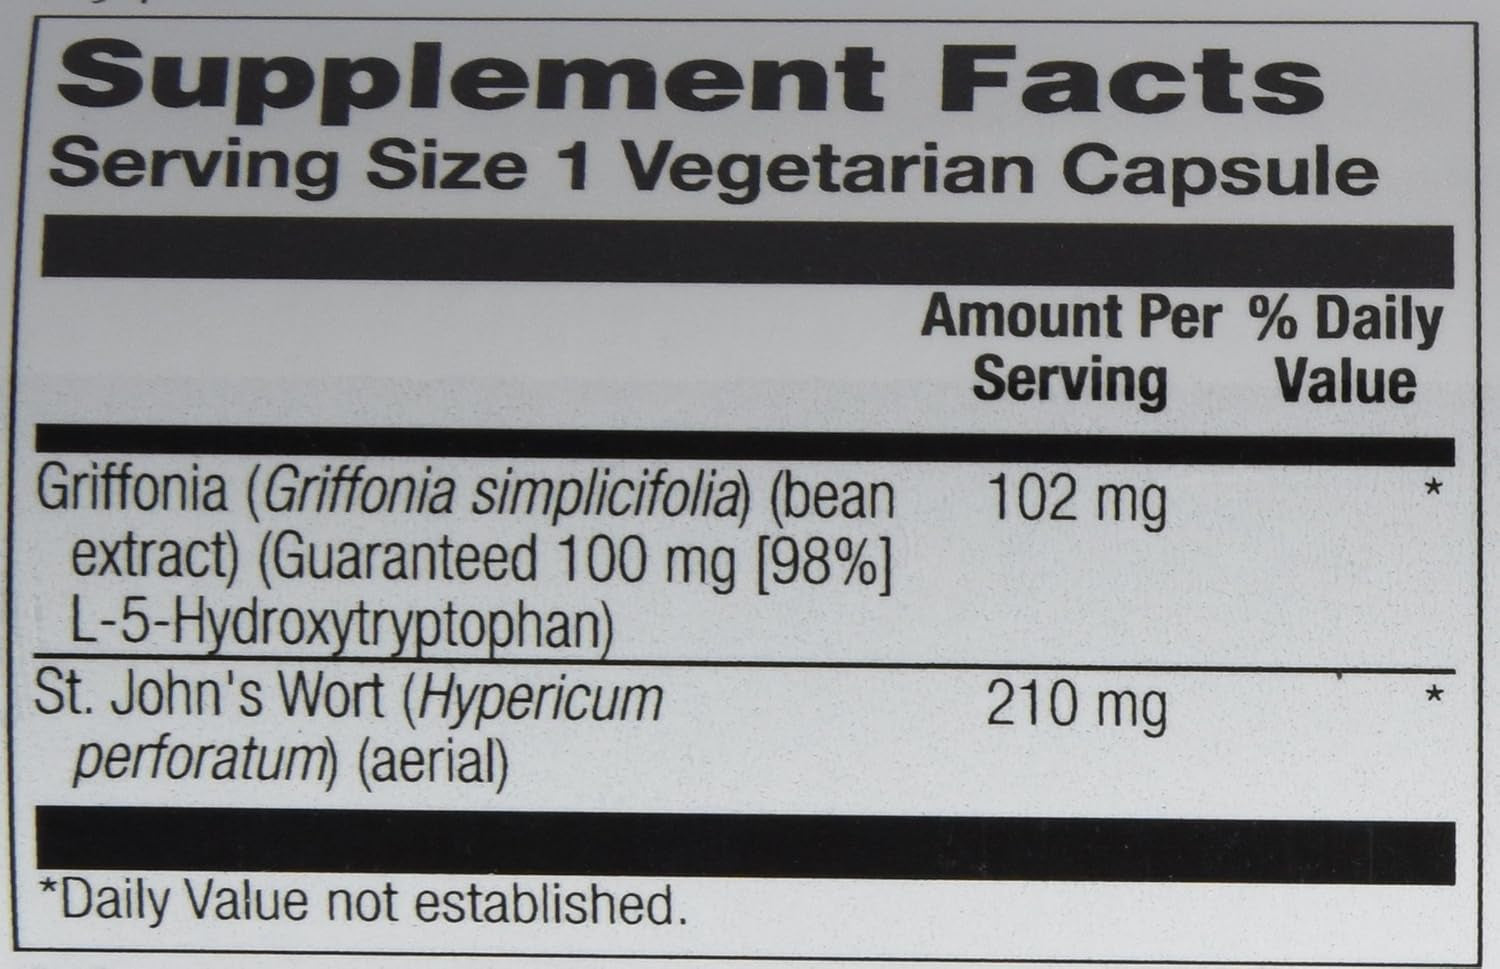 Supplement Facts
Serving Size 1 Vegetarian Capsule
Amount Per % Daily
Serving Value
Griffonia (Griffonia simplicifolia) (bean 102 mg *
extract) (Guaranteed 100 mg [98%]
L-5-Hydroxytryptophan)
St. John's Wort (Hypericum 210 mg *
perforatum) (aerial)
*Daily Value not established.